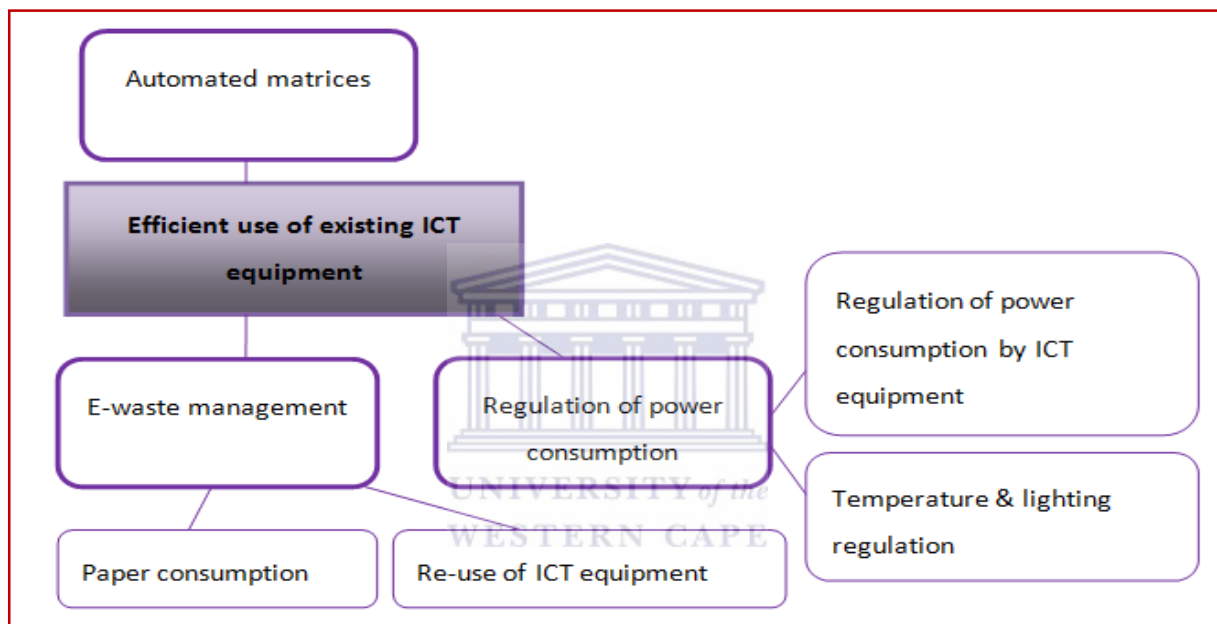 Automated matrices
Efficient use of existing ICT
equipment
E-waste management
Regulation of power
consumption
Regulation of power
consumption by ICT
equipment
Temperature & lighting
regulation
Paper consumption
Re-use of ICT equipment
UNIVERSITY of the
WESTERN CAPE